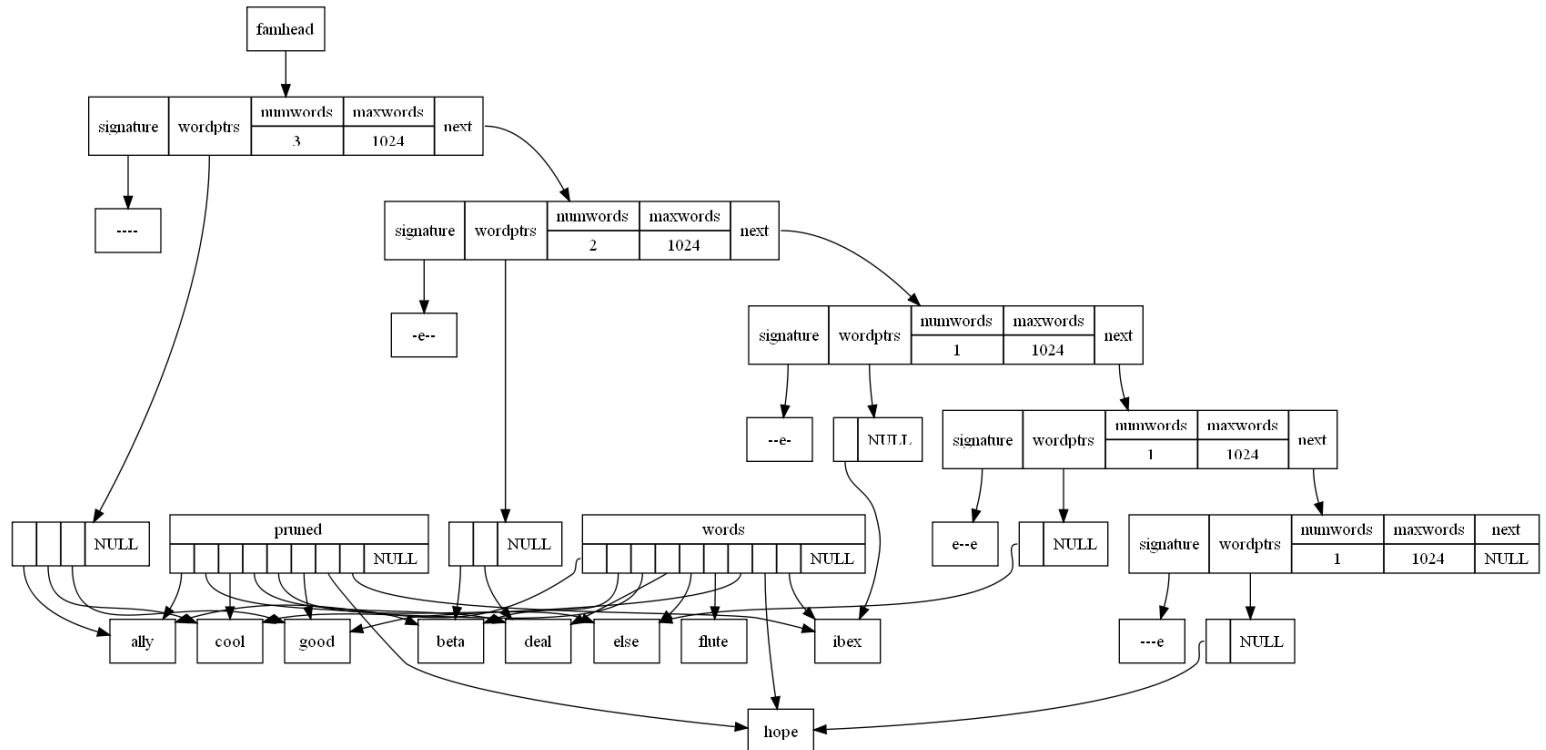 famhead
signature wordptrs numwords maxwords next
3 1024
----
signature wordptrs numwords maxwords next
2 1024
-e--
signature wordptrs numwords maxwords next
1 1024
--e-
NULL
signature wordptrs numwords maxwords next
1 1024
NULL
pruned
NULL
NULL
words
NULL
e--e
NULL
signature wordptrs numwords maxwords next
1 1024 NULL
ally cool good beta deal else flute ibex
---e
NULL
hope